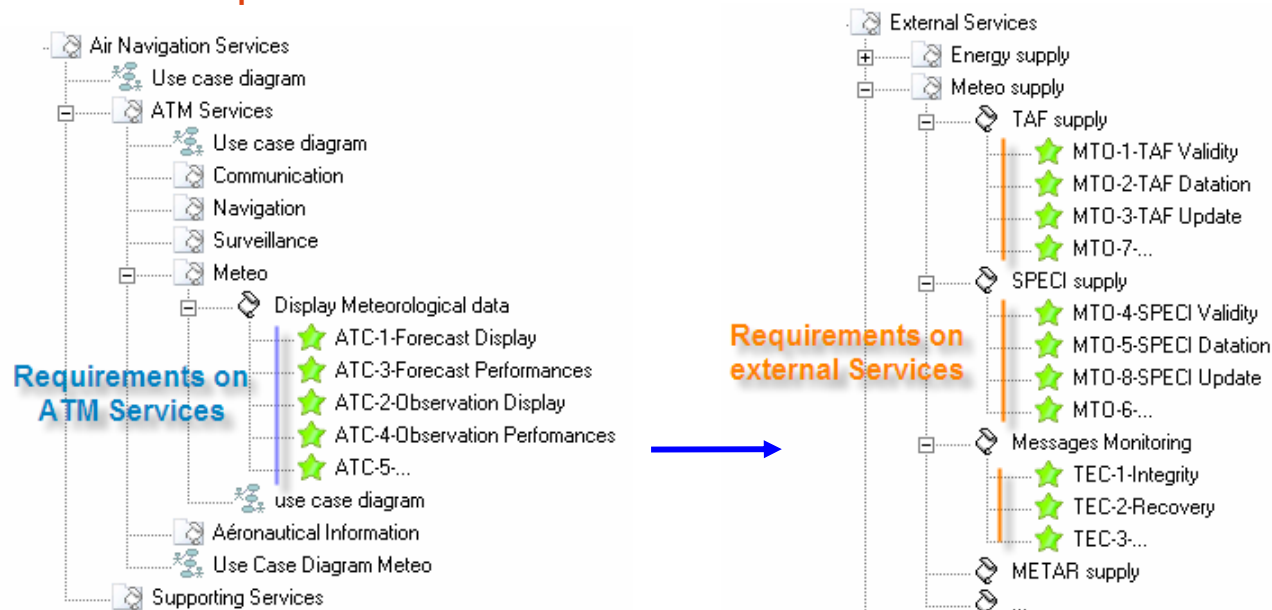 Air Navigation Services
Use case diagram
ATM Services
Use case diagram
Communication
Navigation
Surveillance
Meteo
Display Meteorological data
ATC-1-Forecast Display
ATC-3-Forecast Performances
ATC-2-Observation Display
ATC-4-Observation Perfomances
ATC-5-...
use case diagram
Aéronautical Information
Use Case Diagram Meteo
Supporting Services
Requirements on
ATM Services
External Services
Energy supply
Meteo supply
TAF supply
MTO-1-TAF Validity
MTO-2-TAF Datation
MTO-3-TAF Update
MTO-7-...
SPECI supply
MTO-4-SPECI Validity
MTO-5-SPECI Datation
MTO-8-SPECI Update
MTO-6-...
Messages Monitoring
TEC-1-Integrity
TEC-2-Recovery
TEC-3-...
METAR supply
...
Requirements on
external Services